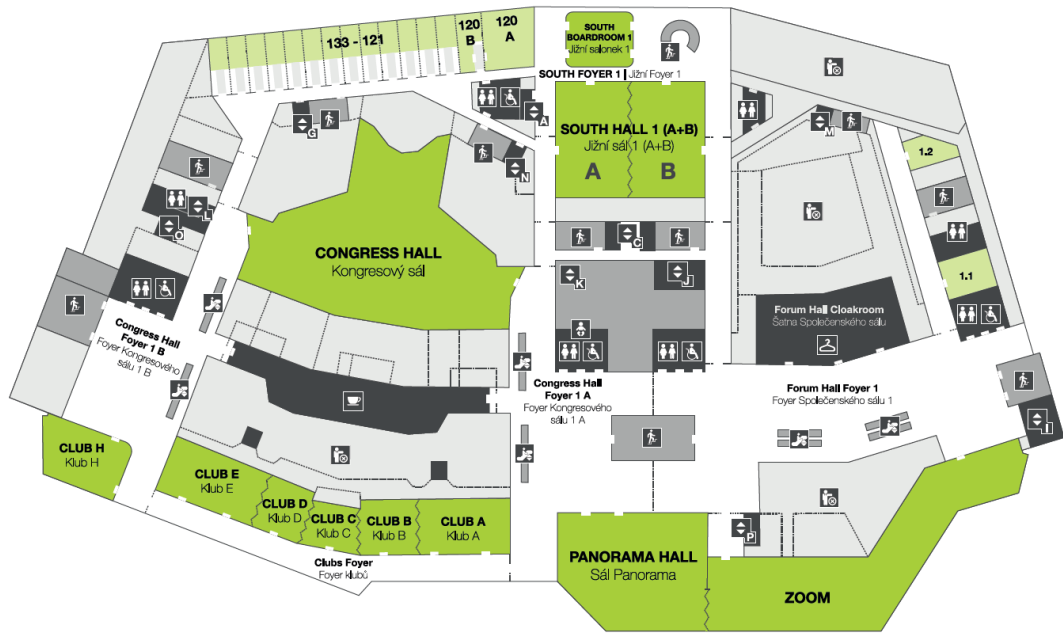 133 - 121
120
B
120
A
SOUTH
BOARDROOM 1
Jižní salonek 1
SOUTH FOYER 1 | Jižní Foyer 1
A
G
N
M
SOUTH HALL 1 (A+B)
Jižní sál 1 (A+B)
A
B
1.2
L
O
C
K
J
CONGRESS HALL
Kongresový sál
1.1
Forum Hall Cloakroom
Šatna Společenského sálu
Congress Hall
Foyer 1 B
Foyer Kongresového
sálu 1 B
Congress Hall
Foyer 1 A
Foyer Kongresového
sálu 1 A
Forum Hall Foyer 1
Foyer Společenského sálu 1
I
CLUB H
Klub H
CLUB E
Klub E
CLUB D
Klub D
CLUB C
Klub C
CLUB B
Klub B
CLUB A
Klub A
P
Clubs Foyer
Foyer klubů
PANORAMA HALL
Sál Panorama
ZOOM